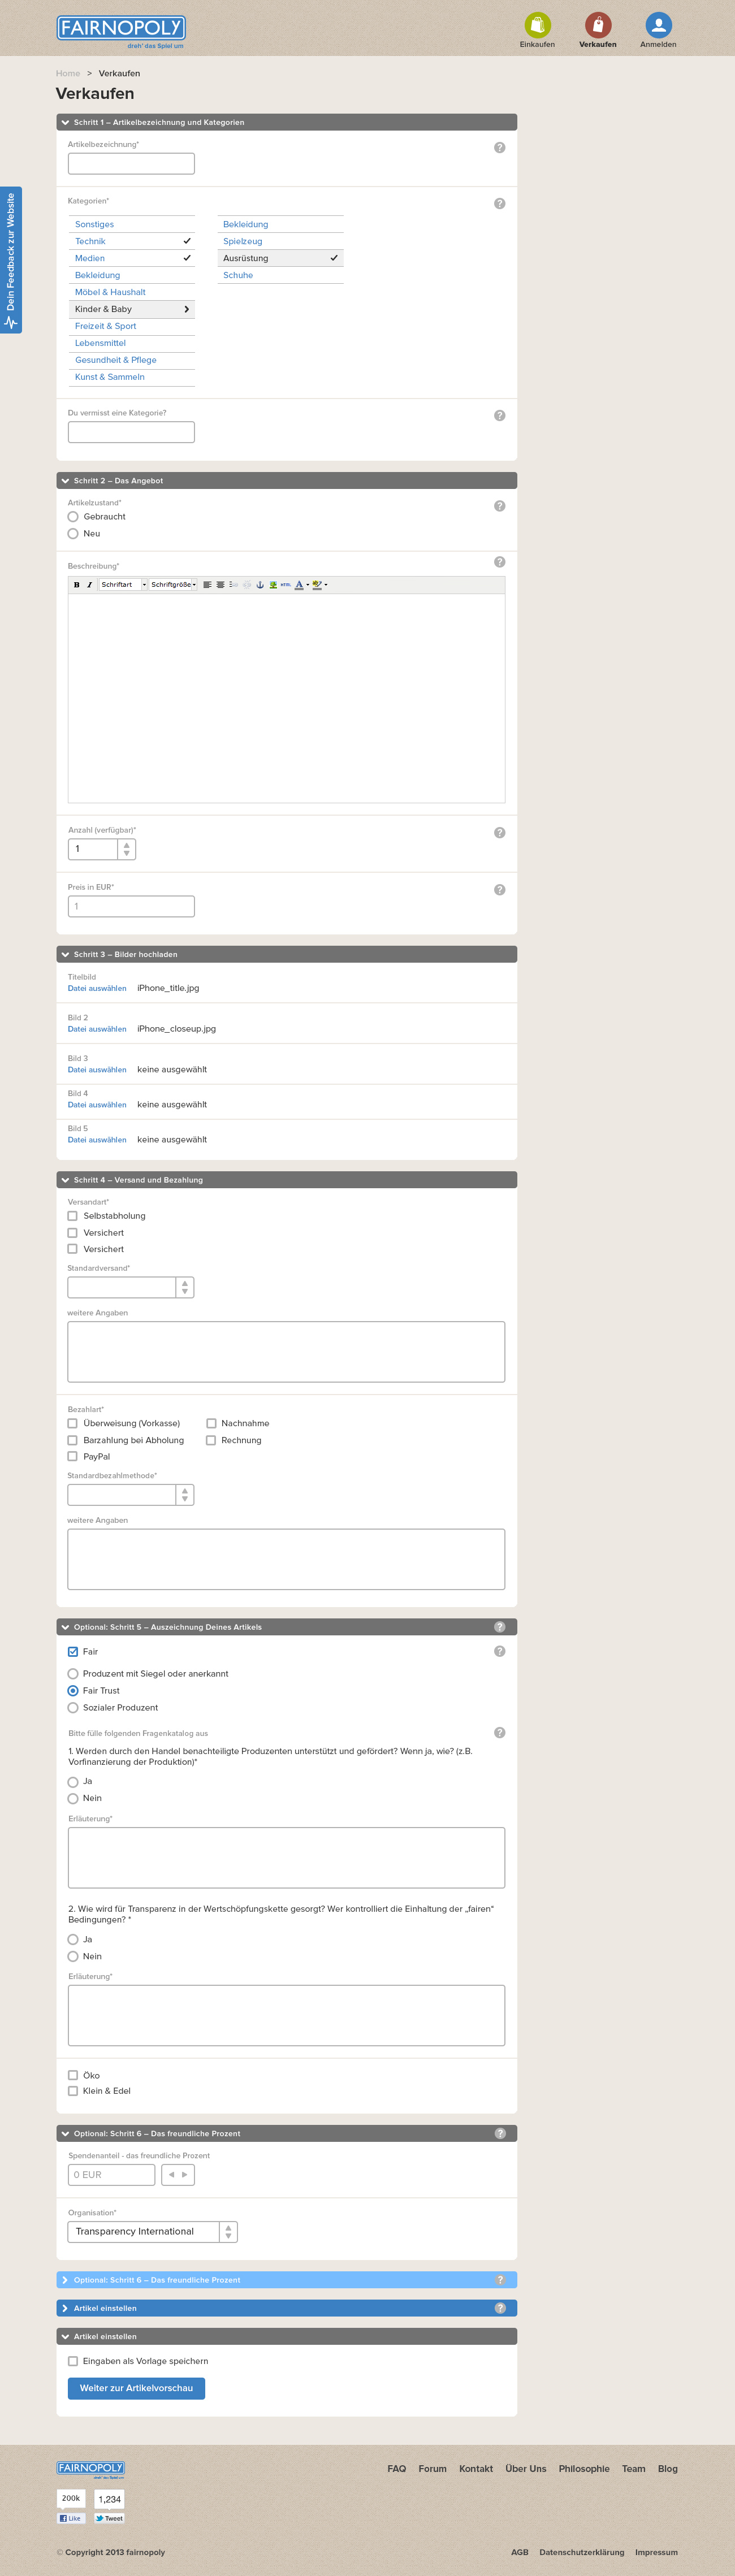 FAIRNOPOLY
dreh' das Spiel um
Einkaufen
Verkaufen
Anmelden
Home > Verkaufen
Verkaufen
Dein Feedback zur Website
Schritt 1 – Artikelbezeichnung und Kategorien
Artikelbezeichnung*
?
Kategorien*
?
Sonstiges
Technik
Medien
Bekleidung
Möbel & Haushalt
Kinder & Baby
Freizeit & Sport
Lebensmittel
Gesundheit & Pflege
Kunst & Sammeln
Bekleidung
Spielzeug
Ausrüstung
Schuhe
Du vermisst eine Kategorie?
?
Schritt 2 – Das Angebot
Artikelzustand*
?
Gebraucht
Neu
Beschreibung*
?
B I Schriftart Schriftgröße HTML A
Anzahl (verfügbar)*
?
1
Preis in EUR*
?
1
Schritt 3 – Bilder hochladen
Titelbild
Datei auswählen iPhone_title.jpg
Bild 2
Datei auswählen iPhone_closeup.jpg
Bild 3
Datei auswählen keine ausgewählt
Bild 4
Datei auswählen keine ausgewählt
Bild 5
Datei auswählen keine ausgewählt
Schritt 4 – Versand und Bezahlung
Versandart*
Selbstabholung
Versichert
Versichert
Standardversand*
weitere Angaben
Bezahlart*
Überweisung (Vorkasse) Nachnahme
Barzahlung bei Abholung Rechnung
PayPal
Standardbezahlmethode*
weitere Angaben
Optional: Schritt 5 – Auszeichnung Deines Artikels ?
Fair
?
Produzent mit Siegel oder anerkannt
Fair Trust
Sozialer Produzent
Bitte fülle folgenden Fragenkatalog aus
?
1. Werden durch den Handel benachteiligte Produzenten unterstützt und gefördert? Wenn ja, wie? (z.B.
Vorfinanzierung der Produktion)*
Ja
Nein
Erläuterung*
2. Wie wird für Transparenz in der Wertschöpfungskette gesorgt? Wer kontrolliert die Einhaltung der „fairen“
Bedingungen? *
Ja
Nein
Erläuterung*
Öko
Klein & Edel
Optional: Schritt 6 – Das freundliche Prozent ?
Spendenanteil - das freundliche Prozent
0 EUR
Organisation*
Transparency International
Optional: Schritt 6 – Das freundliche Prozent ?
Artikel einstellen ?
Artikel einstellen
Eingaben als Vorlage speichern
Weiter zur Artikelvorschau
FAIRNOPOLY
dreh' das Spiel um
FAQ Forum Kontakt Über Uns Philosophie Team Blog
200k 1,234
Like Tweet
© Copyright 2013 fairnopoly
AGB Datenschutzerklärung Impressum